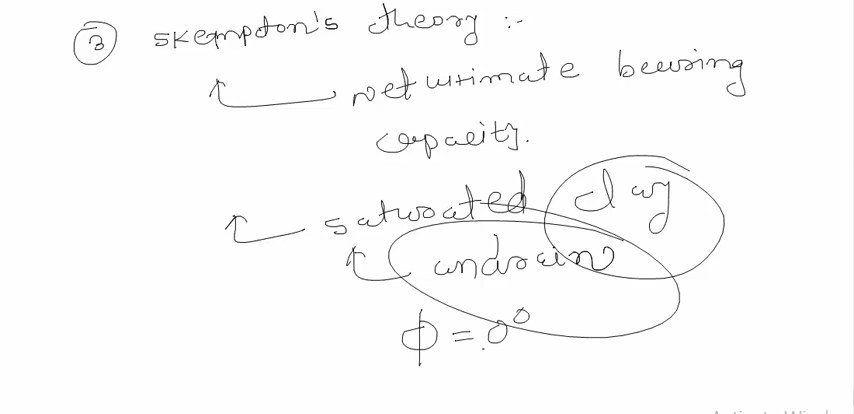 ③ Skempton's theory :-
net ultimate bearing
capacity.
saturated clay
undrain
φ = 0°